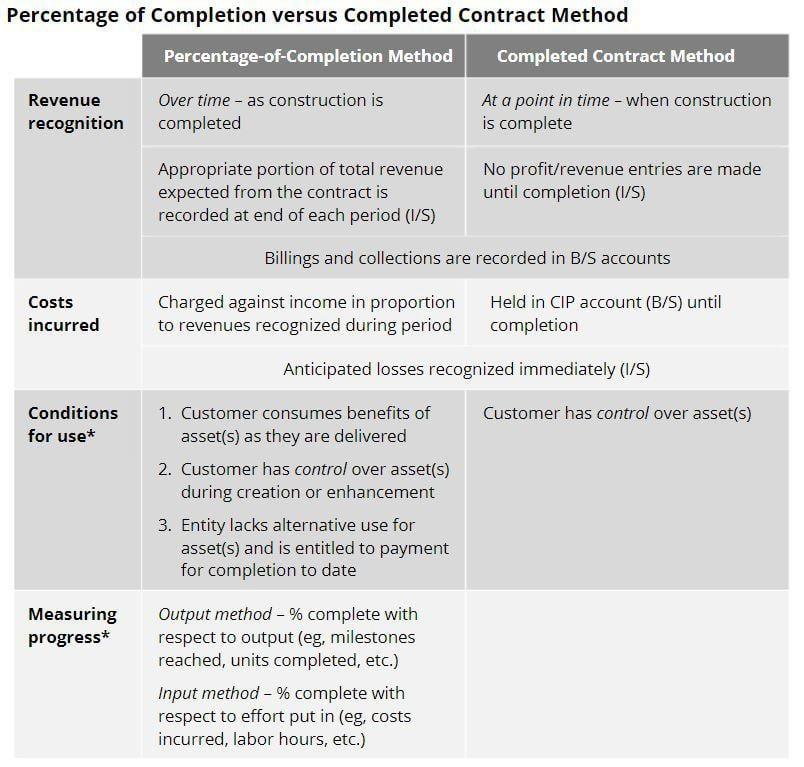 Percentage of Completion versus Completed Contract Method
Percentage-of-Completion Method
Completed Contract Method
Revenue
recognition
Over time – as construction is
completed
At a point in time – when construction
is complete
Appropriate portion of total revenue
expected from the contract is
recorded at end of each period (I/S)
No profit/revenue entries are made
until completion (I/S)
Billings and collections are recorded in B/S accounts
Costs
incurred
Charged against income in proportion
to revenues recognized during period
Held in CIP account (B/S) until
completion
Anticipated losses recognized immediately (I/S)
Conditions
for use*
1. Customer consumes benefits of
asset(s) as they are delivered
2. Customer has control over asset(s)
during creation or enhancement
3. Entity lacks alternative use for
asset(s) and is entitled to payment
for completion to date
Customer has control over asset(s)
Measuring
progress*
Output method – % complete with
respect to output (eg, milestones
reached, units completed, etc.)
Input method – % complete with
respect to effort put in (eg, costs
incurred, labor hours, etc.)